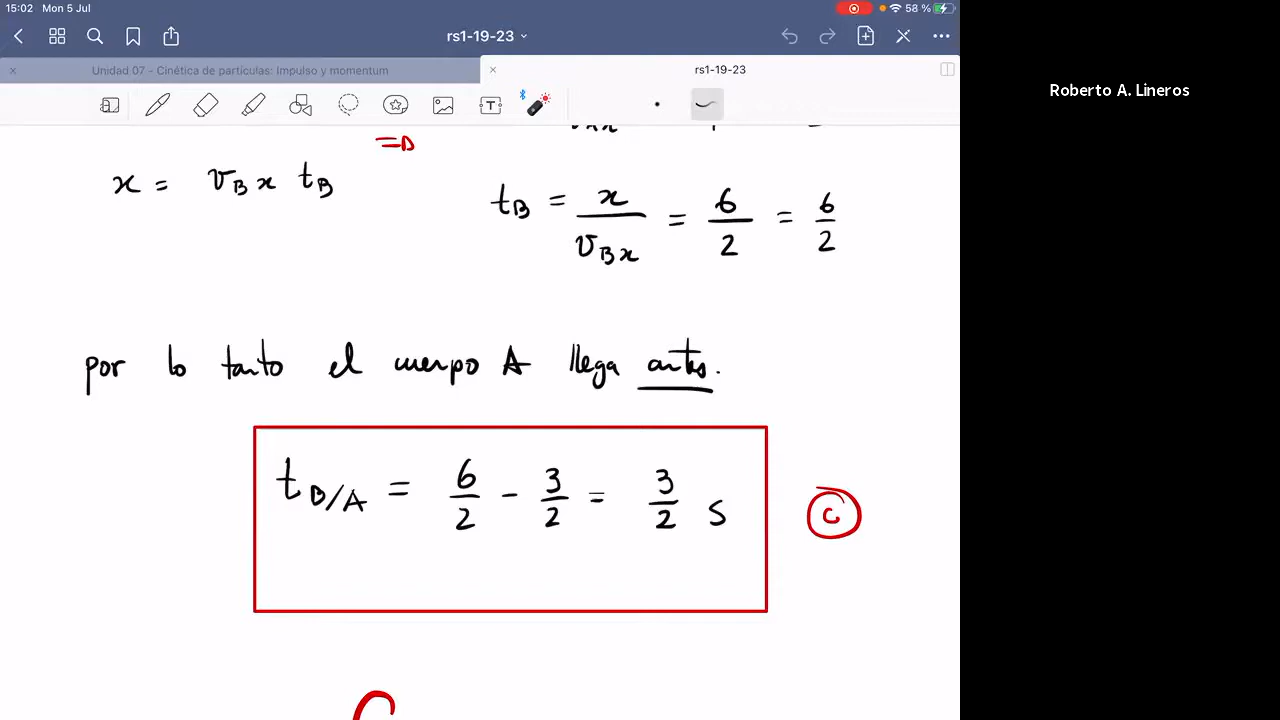 15:02 Mon 5 Jul
58 %
rs1-19-23
Unidad 07 - Cinética de partículas: Impulso y momentum
rs1-19-23
Roberto A. Lineros
x = v_Bx t_B
t_B = x/v_Bx = 6/2 = 6/2
por lo tanto el cuerpo A llega antes.
t_B/A = 6/2 - 3/2 = 3/2 s
C